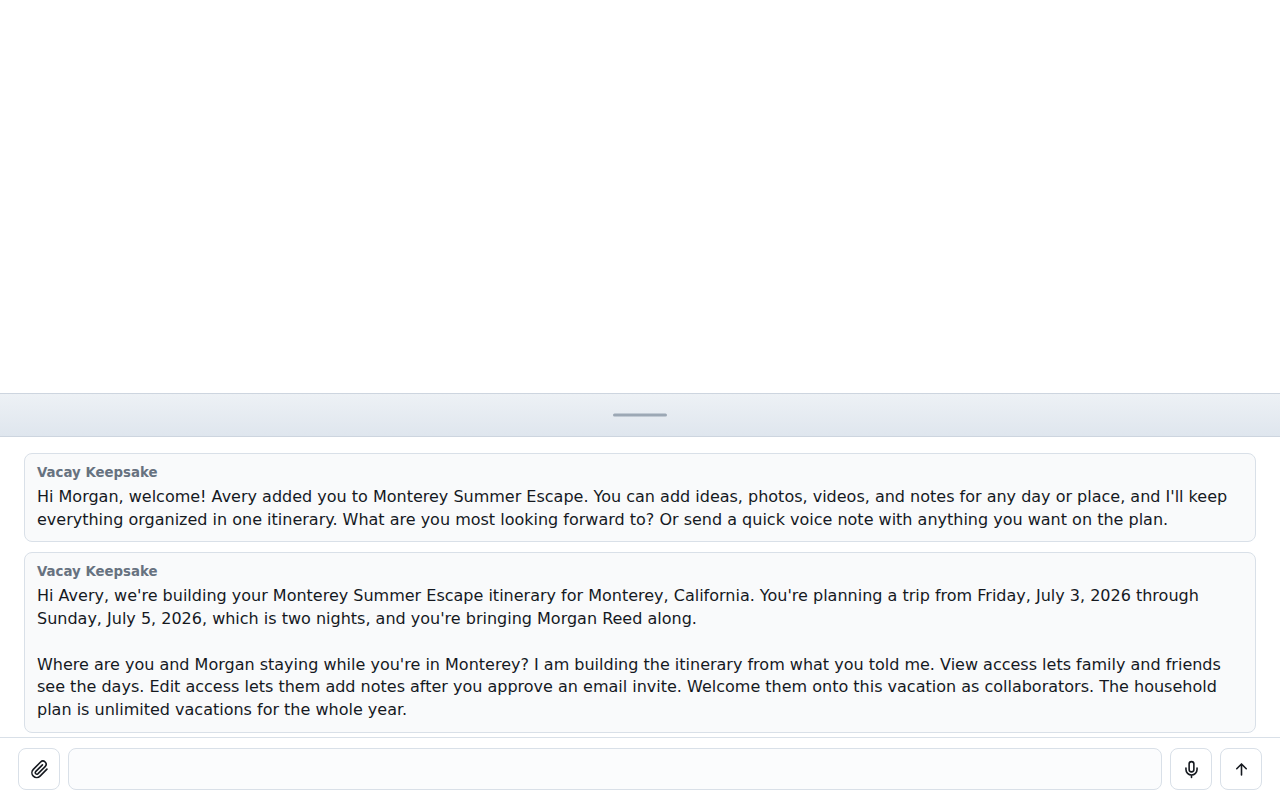 Vacay Keepsake
Hi Morgan, welcome! Avery added you to Monterey Summer Escape. You can add ideas, photos, videos, and notes for any day or place, and I'll keep
everything organized in one itinerary. What are you most looking forward to? Or send a quick voice note with anything you want on the plan.
Vacay Keepsake
Hi Avery, we're building your Monterey Summer Escape itinerary for Monterey, California. You're planning a trip from Friday, July 3, 2026 through
Sunday, July 5, 2026, which is two nights, and you're bringing Morgan Reed along.
Where are you and Morgan staying while you're in Monterey? I am building the itinerary from what you told me. View access lets family and friends
see the days. Edit access lets them add notes after you approve an email invite. Welcome them onto this vacation as collaborators. The household
plan is unlimited vacations for the whole year.